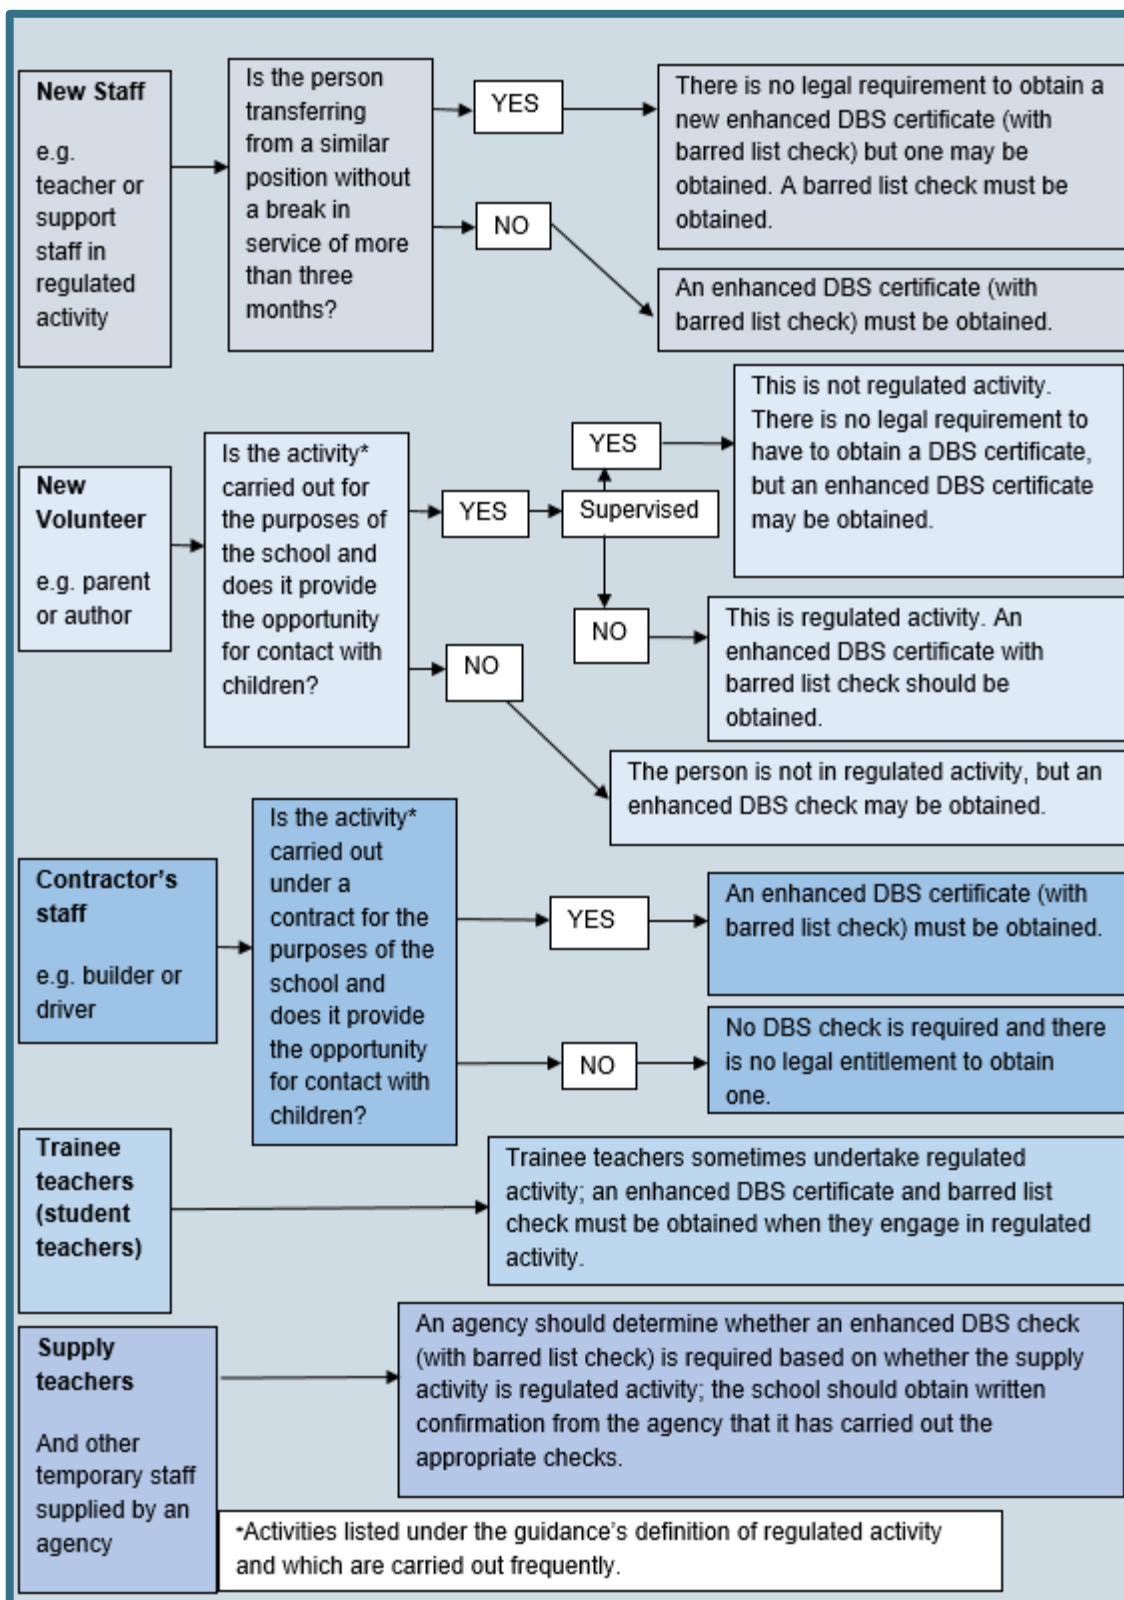 New Staff
e.g.
teacher or
support
staff in
regulated
activity
Is the person
transferring
from a similar
position without
a break in
service of more
than three
months?
YES
There is no legal requirement to obtain a
new enhanced DBS certificate (with
barred list check) but one may be
obtained. A barred list check must be
obtained.
NO
An enhanced DBS certificate (with
barred list check) must be obtained.
New
Volunteer
e.g. parent
or author
Is the activity*
carried out for
the purposes of
the school and
does it provide
the opportunity
for contact with
children?
YES
Supervised
YES
This is not regulated activity.
There is no legal requirement to
have to obtain a DBS certificate,
but an enhanced DBS certificate
may be obtained.
NO
This is regulated activity. An
enhanced DBS certificate with
barred list check should be
obtained.
NO
The person is not in regulated activity, but an
enhanced DBS check may be obtained.
Contractor's
staff
e.g. builder or
driver
Is the activity*
carried out
under a
contract for the
purposes of the
school and
does it provide
the opportunity
for contact with
children?
YES
An enhanced DBS certificate (with
barred list check) must be obtained.
NO
No DBS check is required and there
is no legal entitlement to obtain
one.
Trainee
teachers
(student
teachers)
Trainee teachers sometimes undertake regulated
activity; an enhanced DBS certificate and barred list
check must be obtained when they engage in regulated
activity.
Supply
teachers
And other
temporary staff
supplied by an
agency
An agency should determine whether an enhanced DBS check
(with barred list check) is required based on whether the supply
activity is regulated activity; the school should obtain written
confirmation from the agency that it has carried out the
appropriate checks.
*Activities listed under the guidance's definition of regulated activity
and which are carried out frequently.